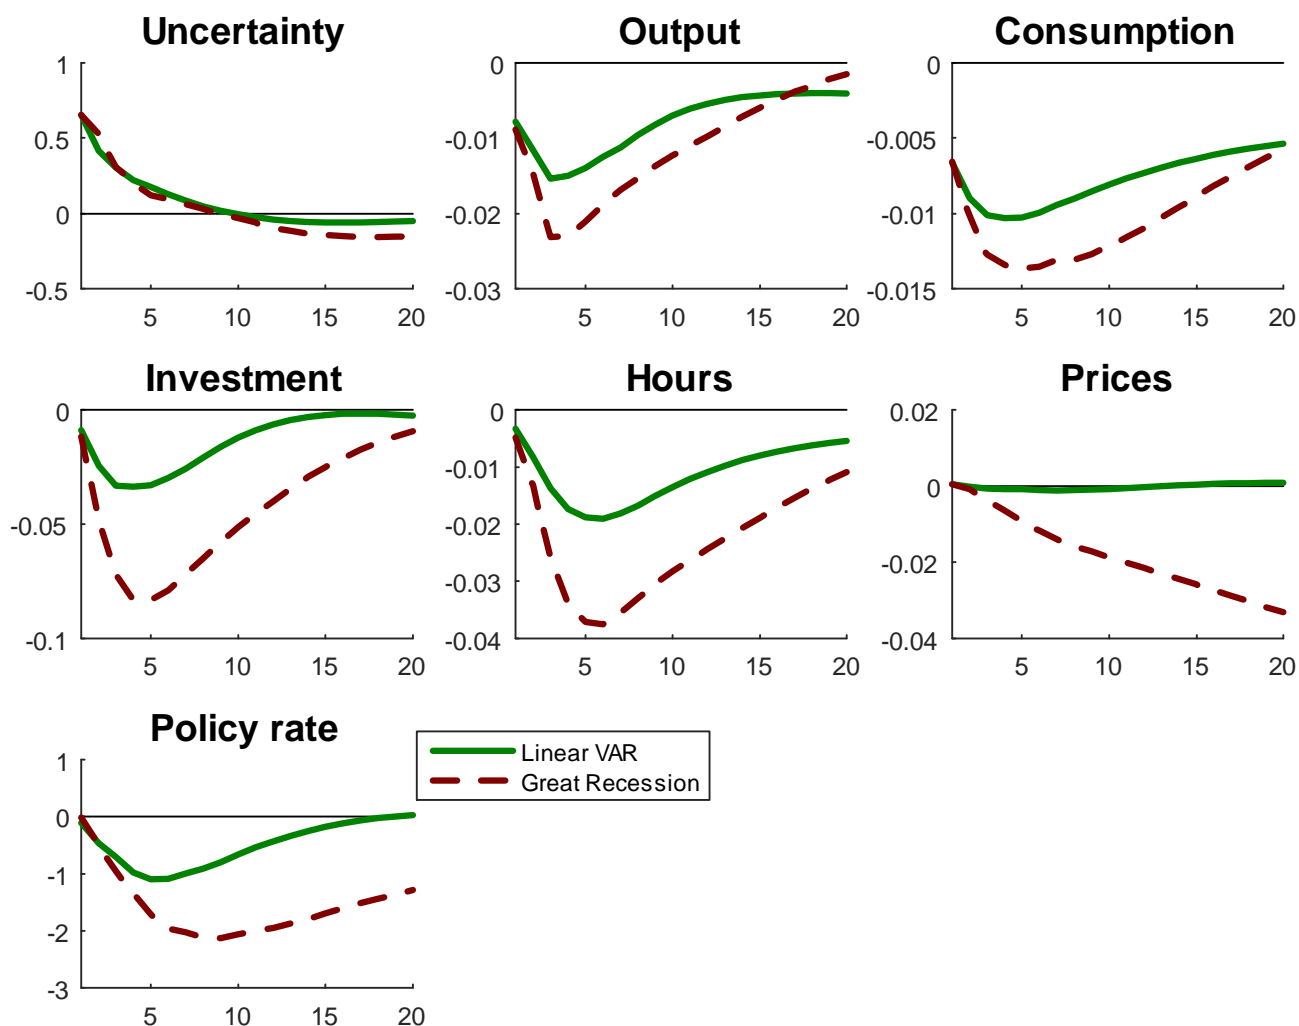 Uncertainty
1
0.5
0
-0.5
5 10 15 20
Output
0
-0.01
-0.02
-0.03
5 10 15 20
Consumption
0
-0.005
-0.01
-0.015
5 10 15 20
Investment
0
-0.05
-0.1
5 10 15 20
Hours
0
-0.01
-0.02
-0.03
-0.04
5 10 15 20
Prices
0.02
0
-0.02
-0.04
5 10 15 20
Policy rate
1
0
-1
-2
-3
5 10 15 20
Linear VAR
Great Recession